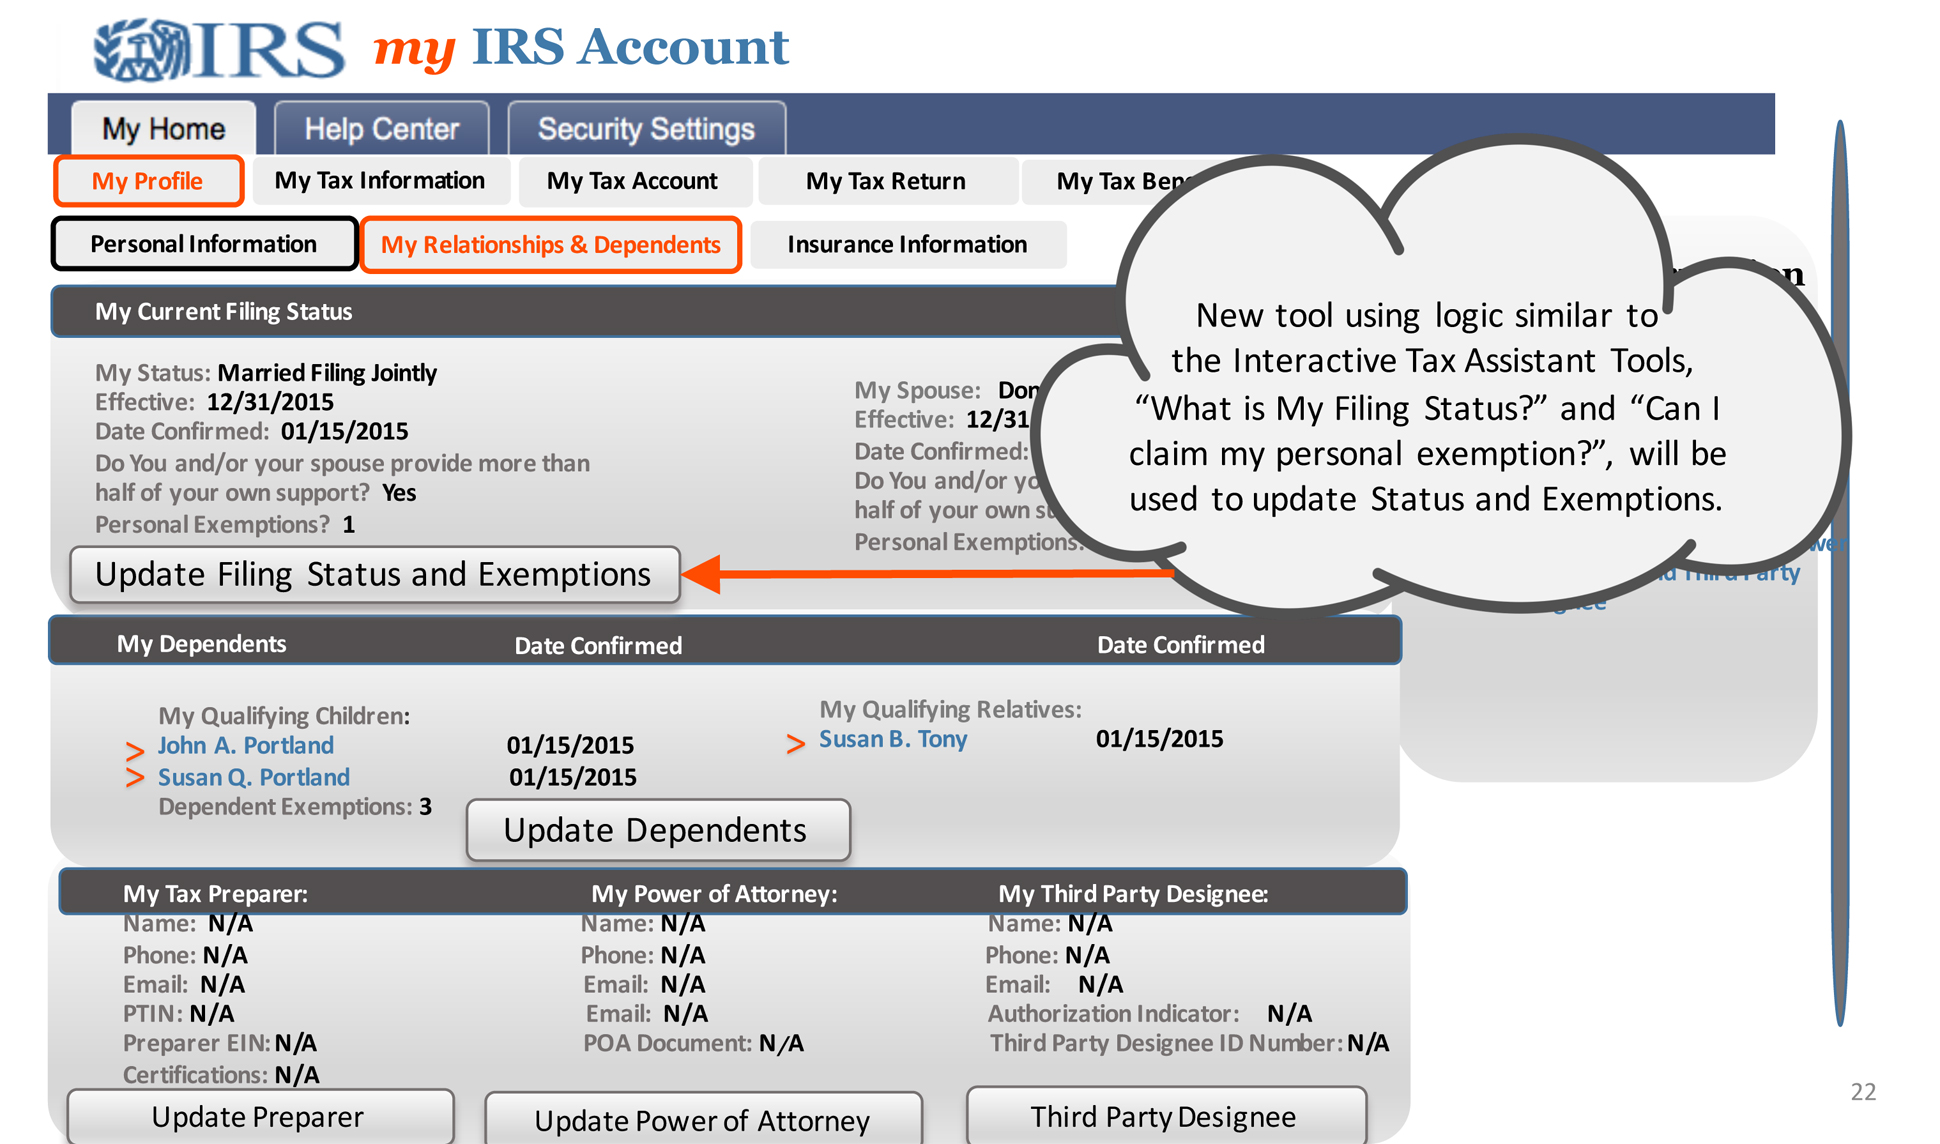 IRS my IRS Account
My Home Help Center Security Settings
My Profile My Tax Information My Tax Account My Tax Return My Tax
Personal Information My Relationships & Dependents Insurance Information
My Current Filing Status
New tool using logic similar to
the Interactive Tax Assistant Tools,
“What is My Filing Status?” and “Can I
claim my personal exemption?”, will be
used to update Status and Exemptions.
My Status: Married Filing Jointly
Effective: 12/31/2015
Date Confirmed: 01/15/2015
Do You and/or your spouse provide more than
half of your own support? Yes
Personal Exemptions? 1
My Spouse:
Effective: 12/31
Date Confirmed:
Do You and/or
half of your own
Personal Exemptions:
Third Party
Update Filing Status and Exemptions
My Dependents Date Confirmed Date Confirmed
My Qualifying Children:
> John A. Portland 01/15/2015
> Susan Q. Portland 01/15/2015
Dependent Exemptions: 3
My Qualifying Relatives:
> Susan B. Tony 01/15/2015
Update Dependents
My Tax Preparer: My Power of Attorney: My Third Party Designee:
Name: N/A Name: N/A Name: N/A
Phone: N/A Phone: N/A Phone: N/A
Email: N/A Email: N/A Email: N/A
PTIN: N/A Email: N/A Authorization Indicator: N/A
Preparer EIN: N/A POA Document: N/A Third Party Designee ID Number: N/A
Certifications: N/A
Update Preparer Update Power of Attorney Third Party Designee
22